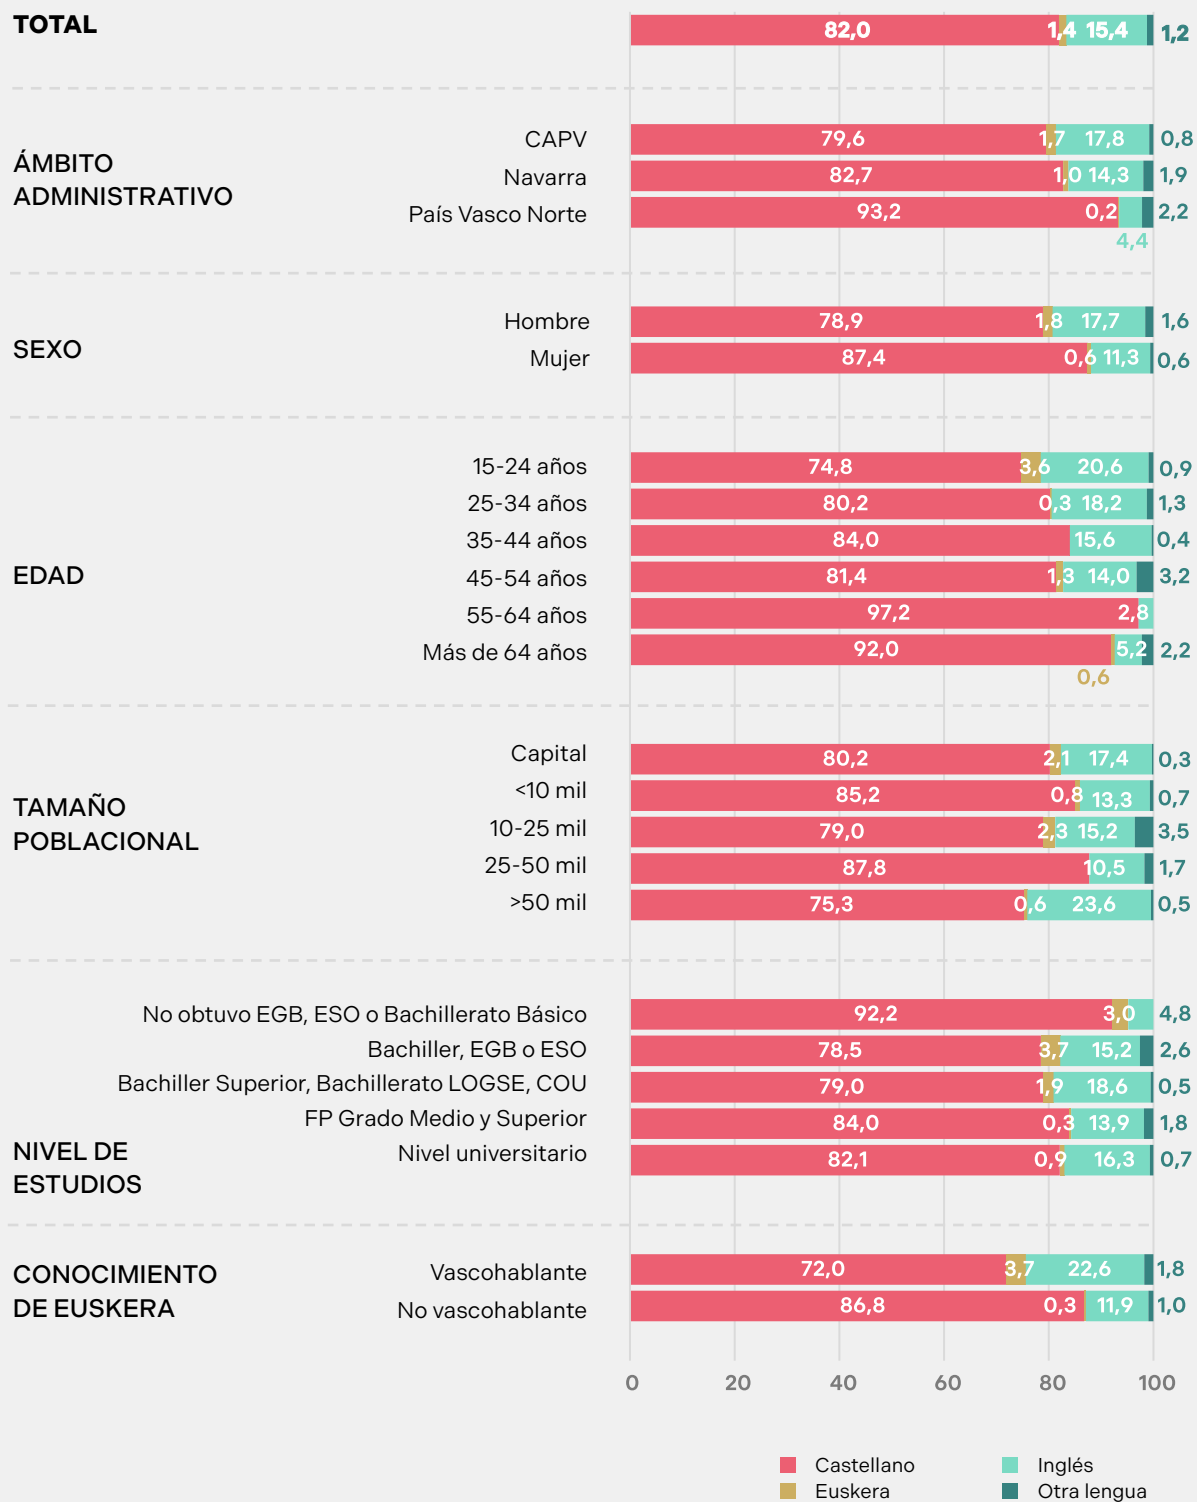 TOTAL
82,0 1,4 15,4 1,2
ÁMBITO
ADMINISTRATIVO
CAPV 79,6 1,7 17,8 0,8
Navarra 82,7 1,0 14,3 1,9
País Vasco Norte 93,2 0,2 2,2
4,4
SEXO
Hombre 78,9 1,8 17,7 1,6
Mujer 87,4 0,6 11,3 0,6
EDAD
15-24 años 74,8 3,6 20,6 0,9
25-34 años 80,2 0,3 18,2 1,3
35-44 años 84,0 15,6 0,4
45-54 años 81,4 1,3 14,0 3,2
55-64 años 97,2 2,8
Más de 64 años 92,0 5,2 2,2
0,6
TAMAÑO
POBLACIONAL
Capital 80,2 2,1 17,4 0,3
<10 mil 85,2 0,8 13,3 0,7
10-25 mil 79,0 2,3 15,2 3,5
25-50 mil 87,8 10,5 1,7
>50 mil 75,3 0,6 23,6 0,5
NIVEL DE
ESTUDIOS
No obtuvo EGB, ESO o Bachillerato Básico 92,2 3,0 4,8
Bachiller, EGB o ESO 78,5 3,7 15,2 2,6
Bachiller Superior, Bachillerato LOGSE, COU 79,0 1,9 18,6 0,5
FP Grado Medio y Superior 84,0 0,3 13,9 1,8
Nivel universitario 82,1 0,9 16,3 0,7
CONOCIMIENTO
DE EUSKERA
Vascohablante 72,0 3,7 22,6 1,8
No vascohablante 86,8 0,3 11,9 1,0
0 20 40 60 80 100
Castellano
Euskera
Inglés
Otra lengua